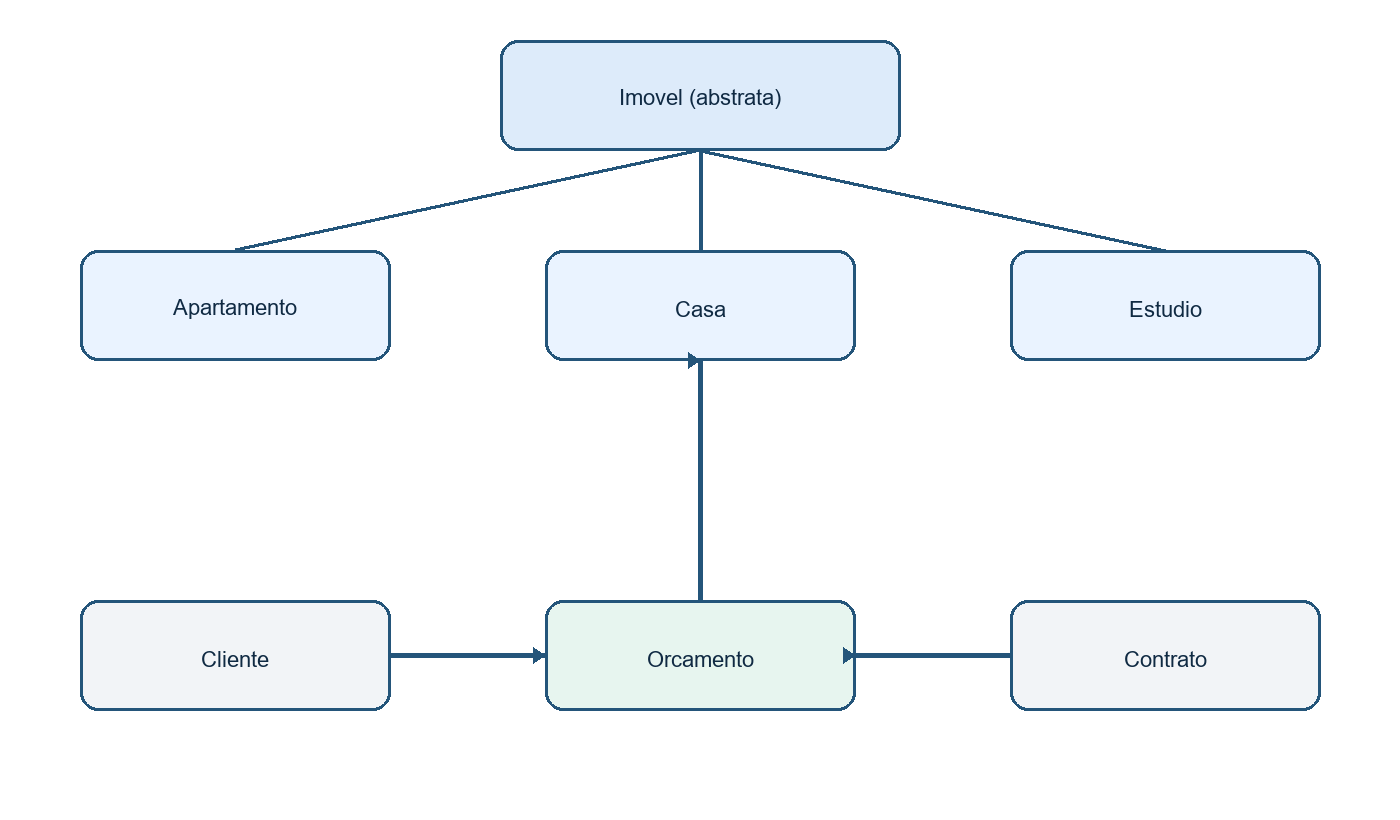 Imovel (abstrata)
Apartamento
Casa
Estudio
Cliente
Orcamento
Contrato